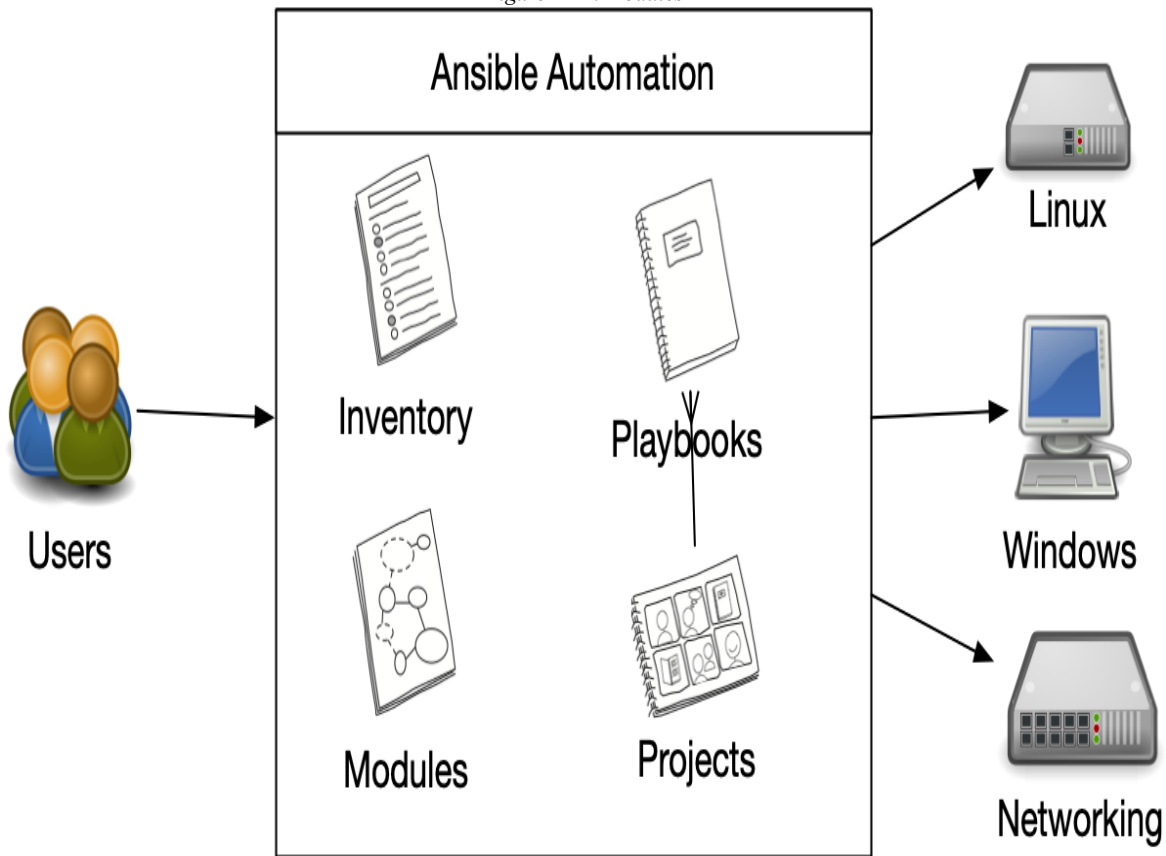 Ansible Automation
Inventory
Playbooks
Modules
Projects
Users
Linux
Windows
Networking